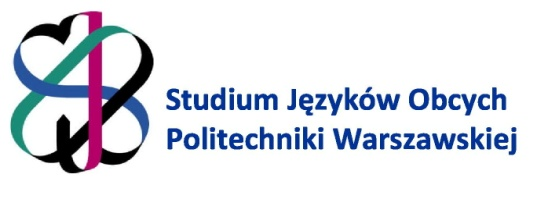 Studium Języków Obcych
Politechniki Warszawskiej